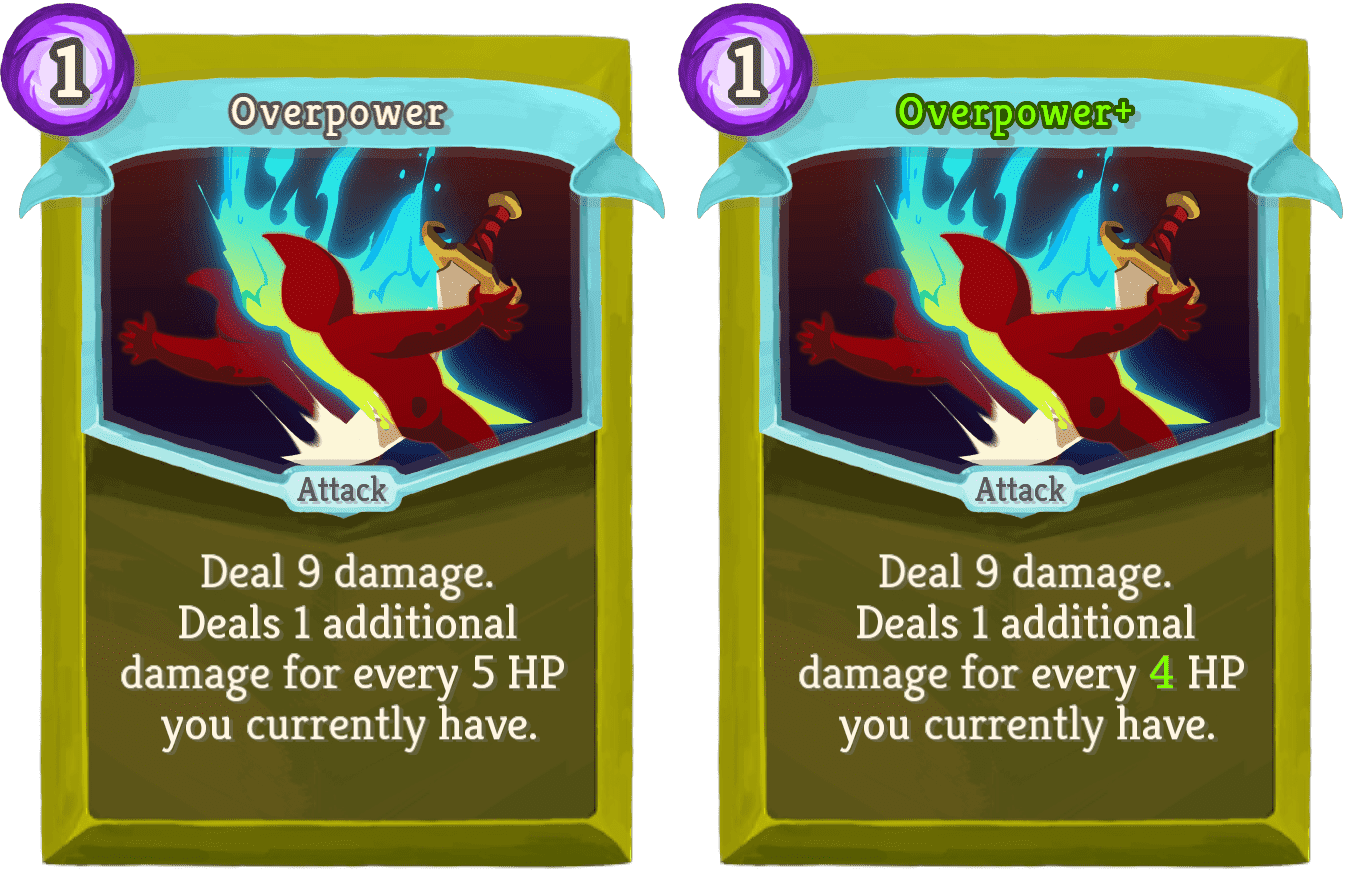 1
Overpower
Attack
Deal 9 damage.
Deals 1 additional
damage for every 5 HP
you currently have.
1
Overpower+
Attack
Deal 9 damage.
Deals 1 additional
damage for every 4 HP
you currently have.